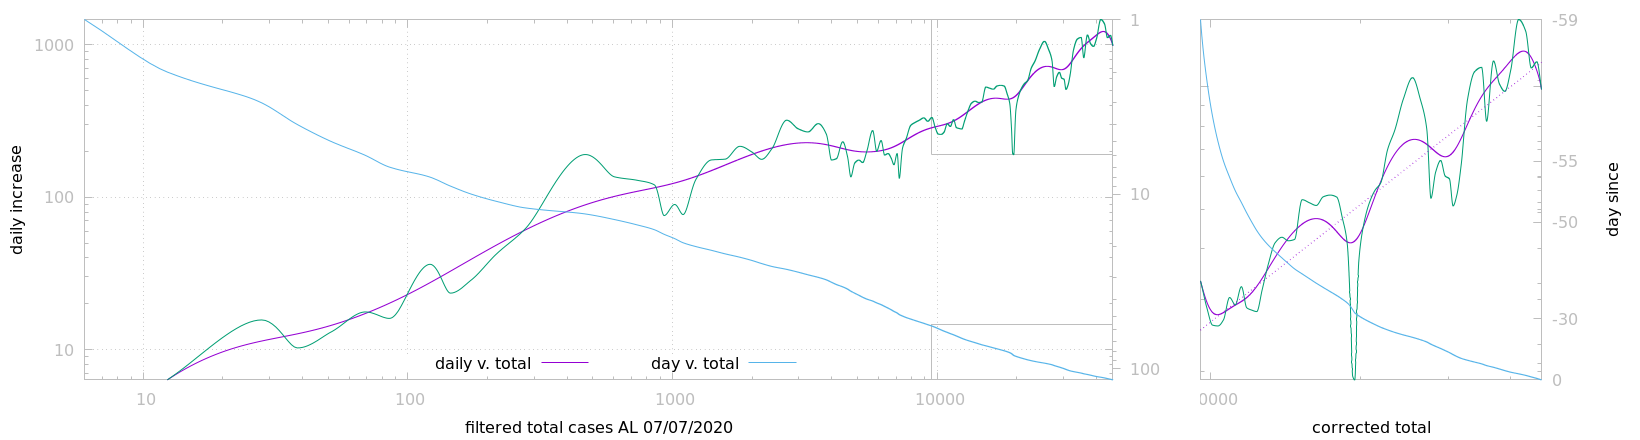 1000
100
10
daily increase
10
100
1000
10000
1
10
100
daily v. total
day v. total
filtered total cases AL 07/07/2020
-59
-55
-50
-30
0
day since
0000
corrected total